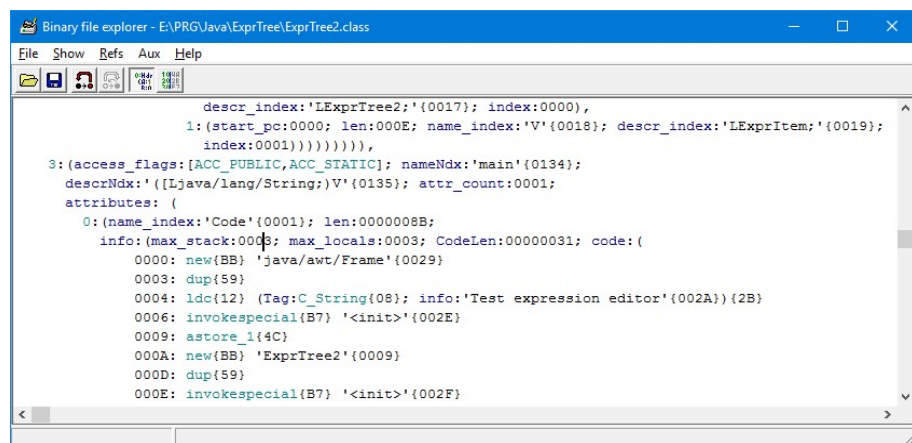 Binary file explorer - E:\PRG\Java\ExprTree\ExprTree2.class
File Show Refs Aux Help
descr_index:'LExprTree2;'{0017}; index:0000),
1:(start_pc:0000; len:000E; name_index:'V'{0018}; descr_index:'LExprItem;'{0019};
index:0001))))))))),
3:(access_flags:[ACC_PUBLIC,ACC_STATIC]; nameNdx:'main'{0134};
descrNdx:'([Ljava/lang/String;)V'{0135}; attr_count:0001;
attributes: (
0:(name_index:'Code'{0001}; len:0000008B;
info:(max_stack:0003; max_locals:0003; CodeLen:00000031; code:(
0000: new{BB} 'java/awt/Frame'{0029}
0003: dup{59}
0004: ldc{12} (Tag:C_String{08}; info:'Test expression editor'{002A}){2B}
0006: invokespecial{B7} '<init>'{002E}
0009: astore_1{4C}
000A: new{BB} 'ExprTree2'{0009}
000D: dup{59}
000E: invokespecial{B7} '<init>'{002F}